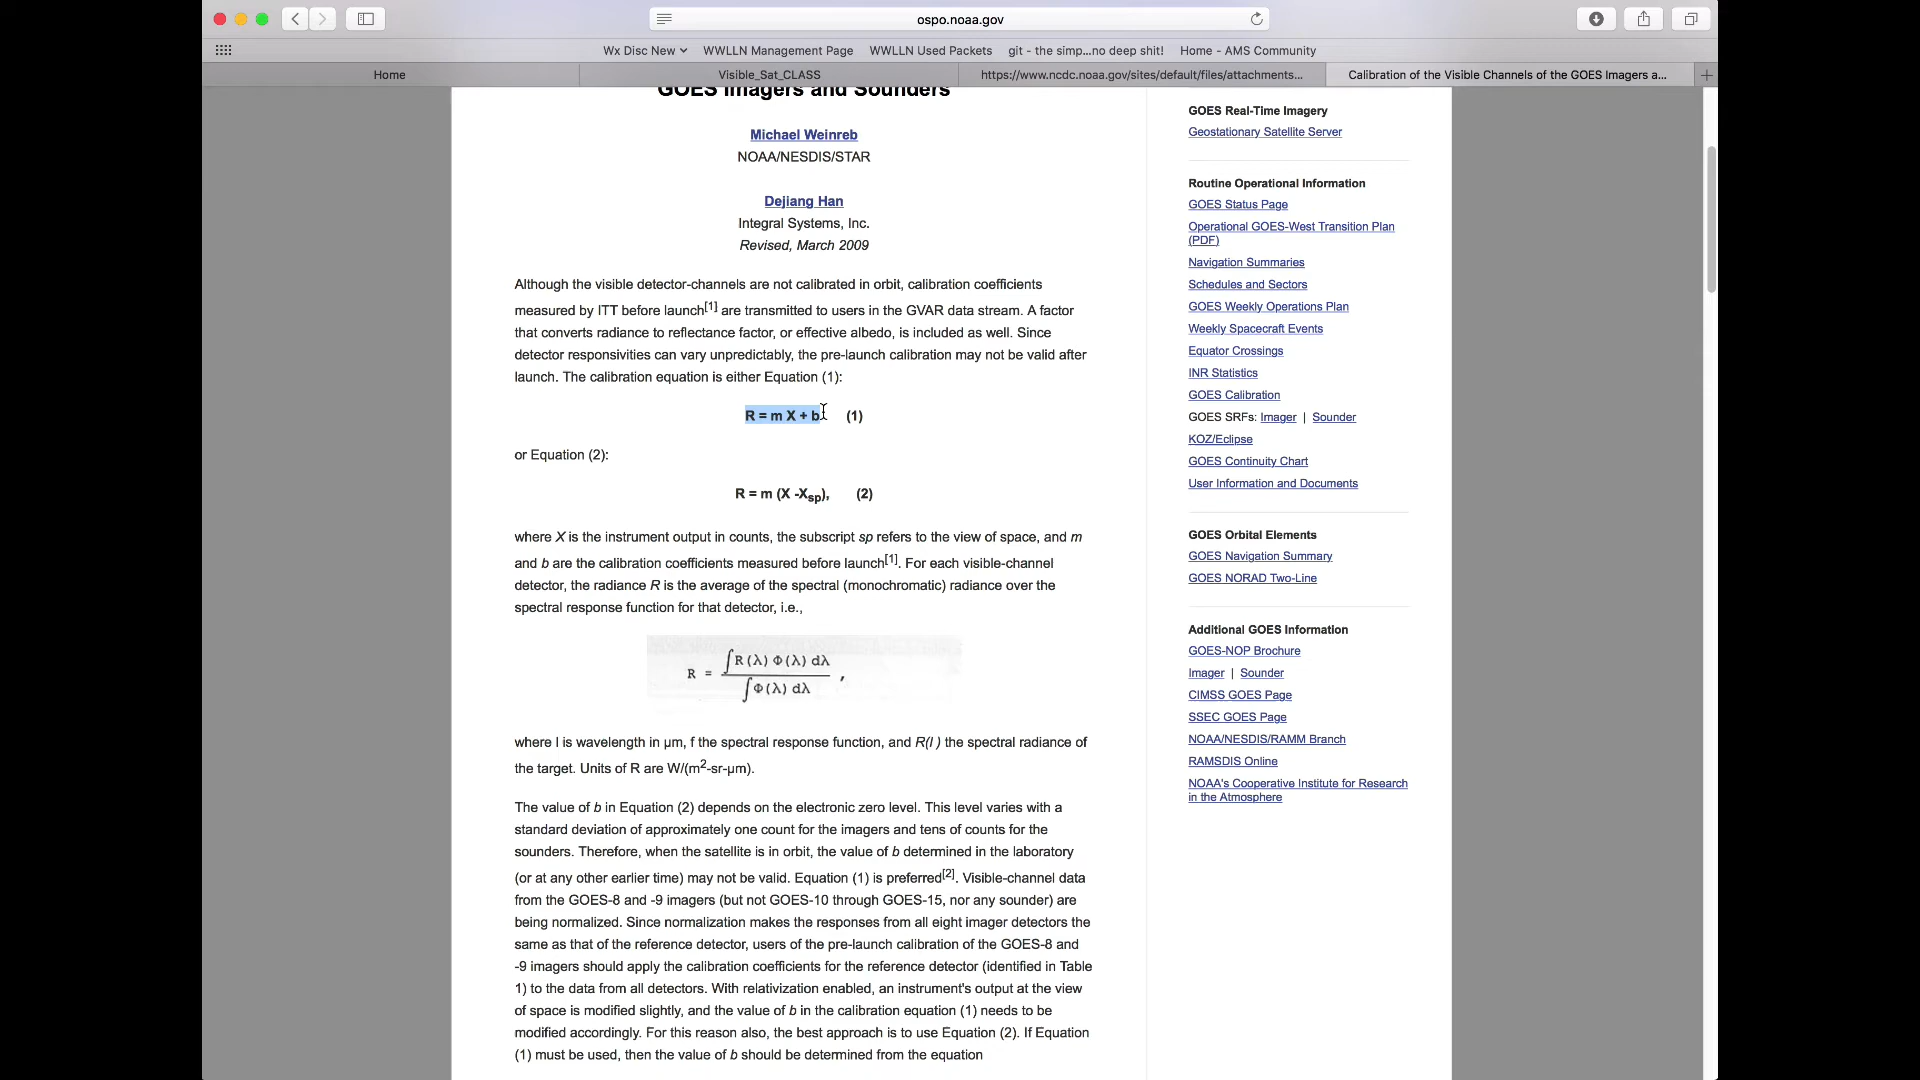 ospo.noaa.gov
Wx Disc New
WWLLN Management Page
WWLLN Used Packets
git - the simp...no deep shit!
Home - AMS Community
Home
Visible_Sat_CLASS
https://www.ncdc.noaa.gov/sites/default/files/attachments...
Calibration of the Visible Channels of the GOES Imagers a...
GOES Imagers and Sounders
Michael Weinreb
NOAA/NESDIS/STAR
Dejiang Han
Integral Systems, Inc.
Revised, March 2009
Although the visible detector-channels are not calibrated in orbit, calibration coefficients
measured by ITT before launch[1] are transmitted to users in the GVAR data stream. A factor
that converts radiance to reflectance factor, or effective albedo, is included as well. Since
detector responsivities can vary unpredictably, the pre-launch calibration may not be valid after
launch. The calibration equation is either Equation (1):
R = m X + b (1)
or Equation (2):
R = m (X -Xsp), (2)
where X is the instrument output in counts, the subscript sp refers to the view of space, and m
and b are the calibration coefficients measured before launch[1]. For each visible-channel
detector, the radiance R is the average of the spectral (monochromatic) radiance over the
spectral response function for that detector, i.e.,
R = ∫R(λ) Φ(λ) dλ / ∫Φ(λ) dλ ,
where l is wavelength in µm, f the spectral response function, and R(l ) the spectral radiance of
the target. Units of R are W/(m2-sr-µm).
The value of b in Equation (2) depends on the electronic zero level. This level varies with a
standard deviation of approximately one count for the imagers and tens of counts for the
sounders. Therefore, when the satellite is in orbit, the value of b determined in the laboratory
(or at any other earlier time) may not be valid. Equation (1) is preferred[2]. Visible-channel data
from the GOES-8 and -9 imagers (but not GOES-10 through GOES-15, nor any sounder) are
being normalized. Since normalization makes the responses from all eight imager detectors the
same as that of the reference detector, users of the pre-launch calibration of the GOES-8 and
-9 imagers should apply the calibration coefficients for the reference detector (identified in Table
1) to the data from all detectors. With relativization enabled, an instrument's output at the view
of space is modified slightly, and the value of b in the calibration equation (1) needs to be
modified accordingly. For this reason also, the best approach is to use Equation (2). If Equation
(1) must be used, then the value of b should be determined from the equation
GOES Real-Time Imagery
Geostationary Satellite Server
Routine Operational Information
GOES Status Page
Operational GOES-West Transition Plan
(PDF)
Navigation Summaries
Schedules and Sectors
GOES Weekly Operations Plan
Weekly Spacecraft Events
Equator Crossings
INR Statistics
GOES Calibration
GOES SRFs: Imager | Sounder
KOZ/Eclipse
GOES Continuity Chart
User Information and Documents
GOES Orbital Elements
GOES Navigation Summary
GOES NORAD Two-Line
Additional GOES Information
GOES-NOP Brochure
Imager | Sounder
CIMSS GOES Page
SSEC GOES Page
NOAA/NESDIS/RAMM Branch
RAMSDIS Online
NOAA's Cooperative Institute for Research
in the Atmosphere